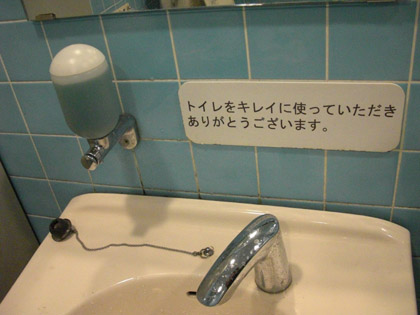 トイレをキレイに使っていただき
ありがとうございます。